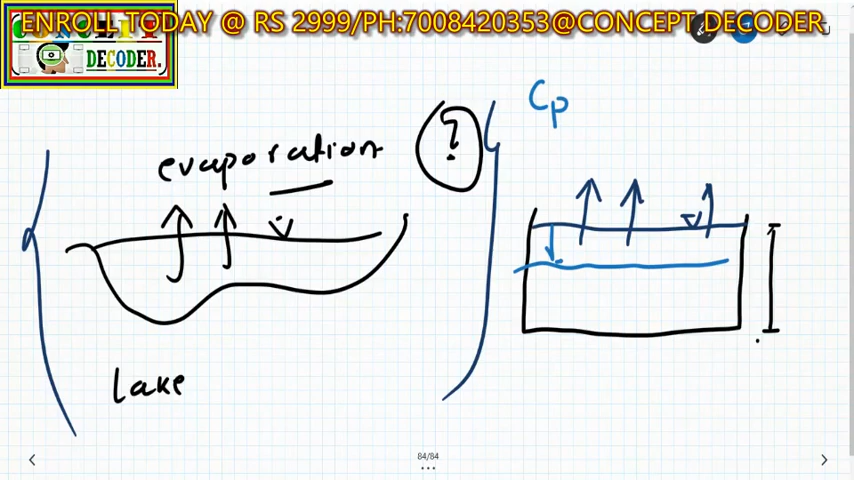 ENROLL TODAY @ RS 2999/PH:7008420353@CONCEPT DECODER.
DECODER.
Cp
evaporation
?
lake
84/84